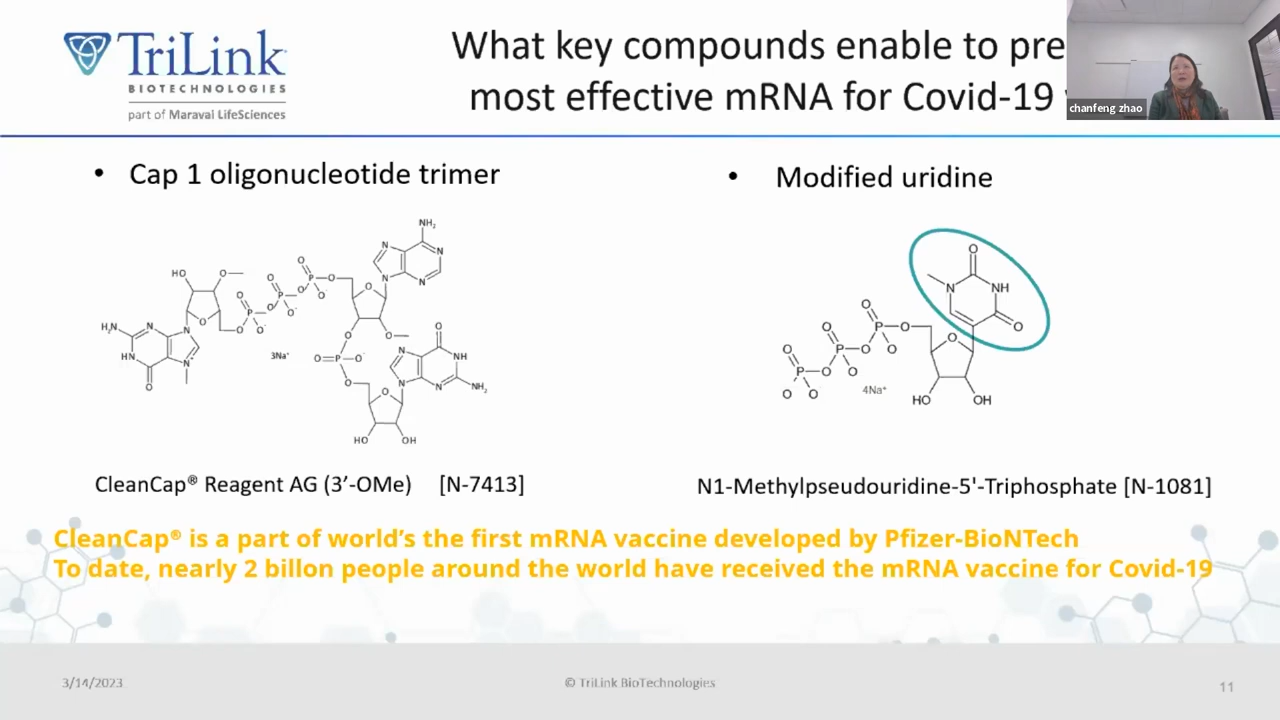 TriLink
BIOTECHNOLOGIES
part of Maravai LifeSciences
What key compounds enable to pre
most effective mRNA for Covid-19
chanfeng zhao
• Cap 1 oligonucleotide trimer
• Modified uridine
NH2
N
N
N
N
HO
O
O
O
O
P
O
O-
P
O
O-
P
O
O-
O
O
H2N
N
N
HN
N
O
3Na+
O
O
O=P-O-
O
O
N
NH
N
N
NH2
O
HO
OH
O
N
NH
O
O
O
O
P
O
P
O
P
O
O
O
O
O
4Na+
HO
OH
CleanCap® Reagent AG (3’-OMe) [N-7413]
N1-Methylpseudouridine-5'-Triphosphate [N-1081]
CleanCap® is a part of world’s the first mRNA vaccine developed by Pfizer-BioNTech
To date, nearly 2 billon people around the world have received the mRNA vaccine for Covid-19
3/14/2023
© TriLink BioTechnologies
11